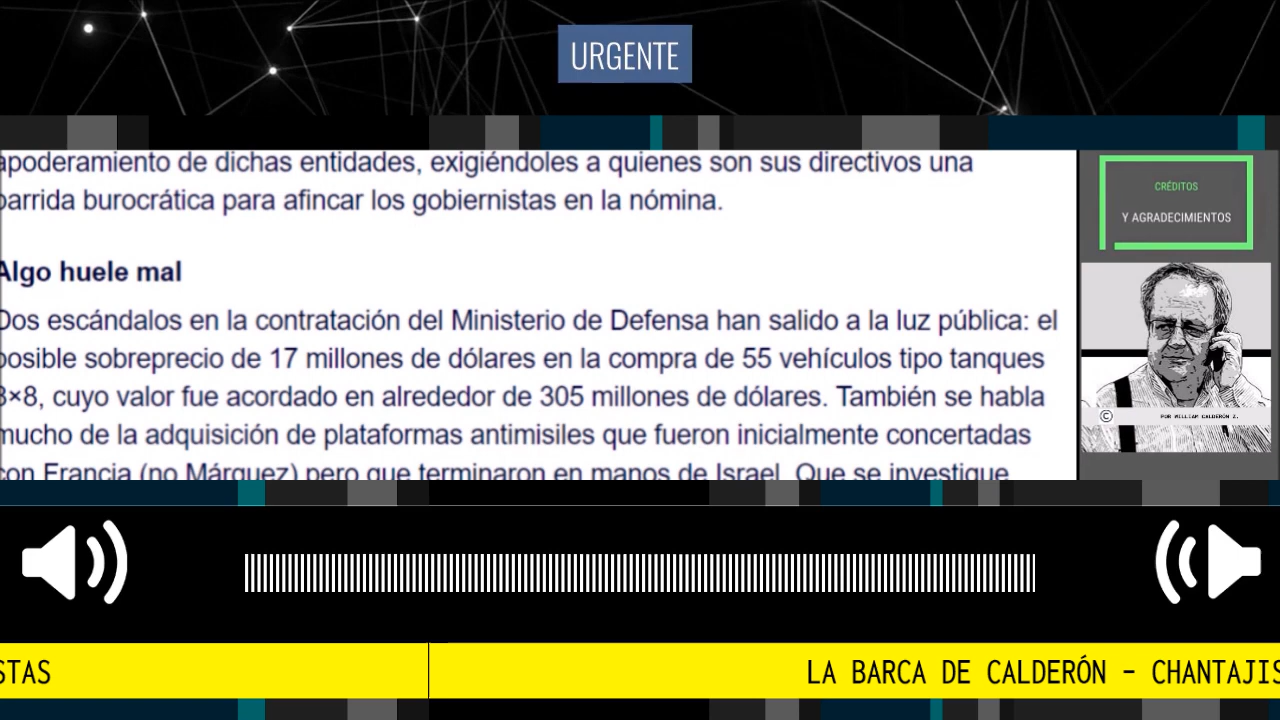 URGENTE
apoderamiento de dichas entidades, exigiéndoles a quienes son sus directivos una
barrida burocrática para afincar los gobiernistas en la nómina.
Algo huele mal
Dos escándalos en la contratación del Ministerio de Defensa han salido a la luz pública: el
posible sobreprecio de 17 millones de dólares en la compra de 55 vehículos tipo tanques
8×8, cuyo valor fue acordado en alrededor de 305 millones de dólares. También se habla
mucho de la adquisición de plataformas antimisiles que fueron inicialmente concertadas
con Francia (no Márquez) pero que terminaron en manos de Israel. Que se investigue
CRÉDITOS
Y AGRADECIMIENTOS
© POR WILLIAM CALDERÓN Z.
STAS
LA BARCA DE CALDERÓN - CHANTAJIS